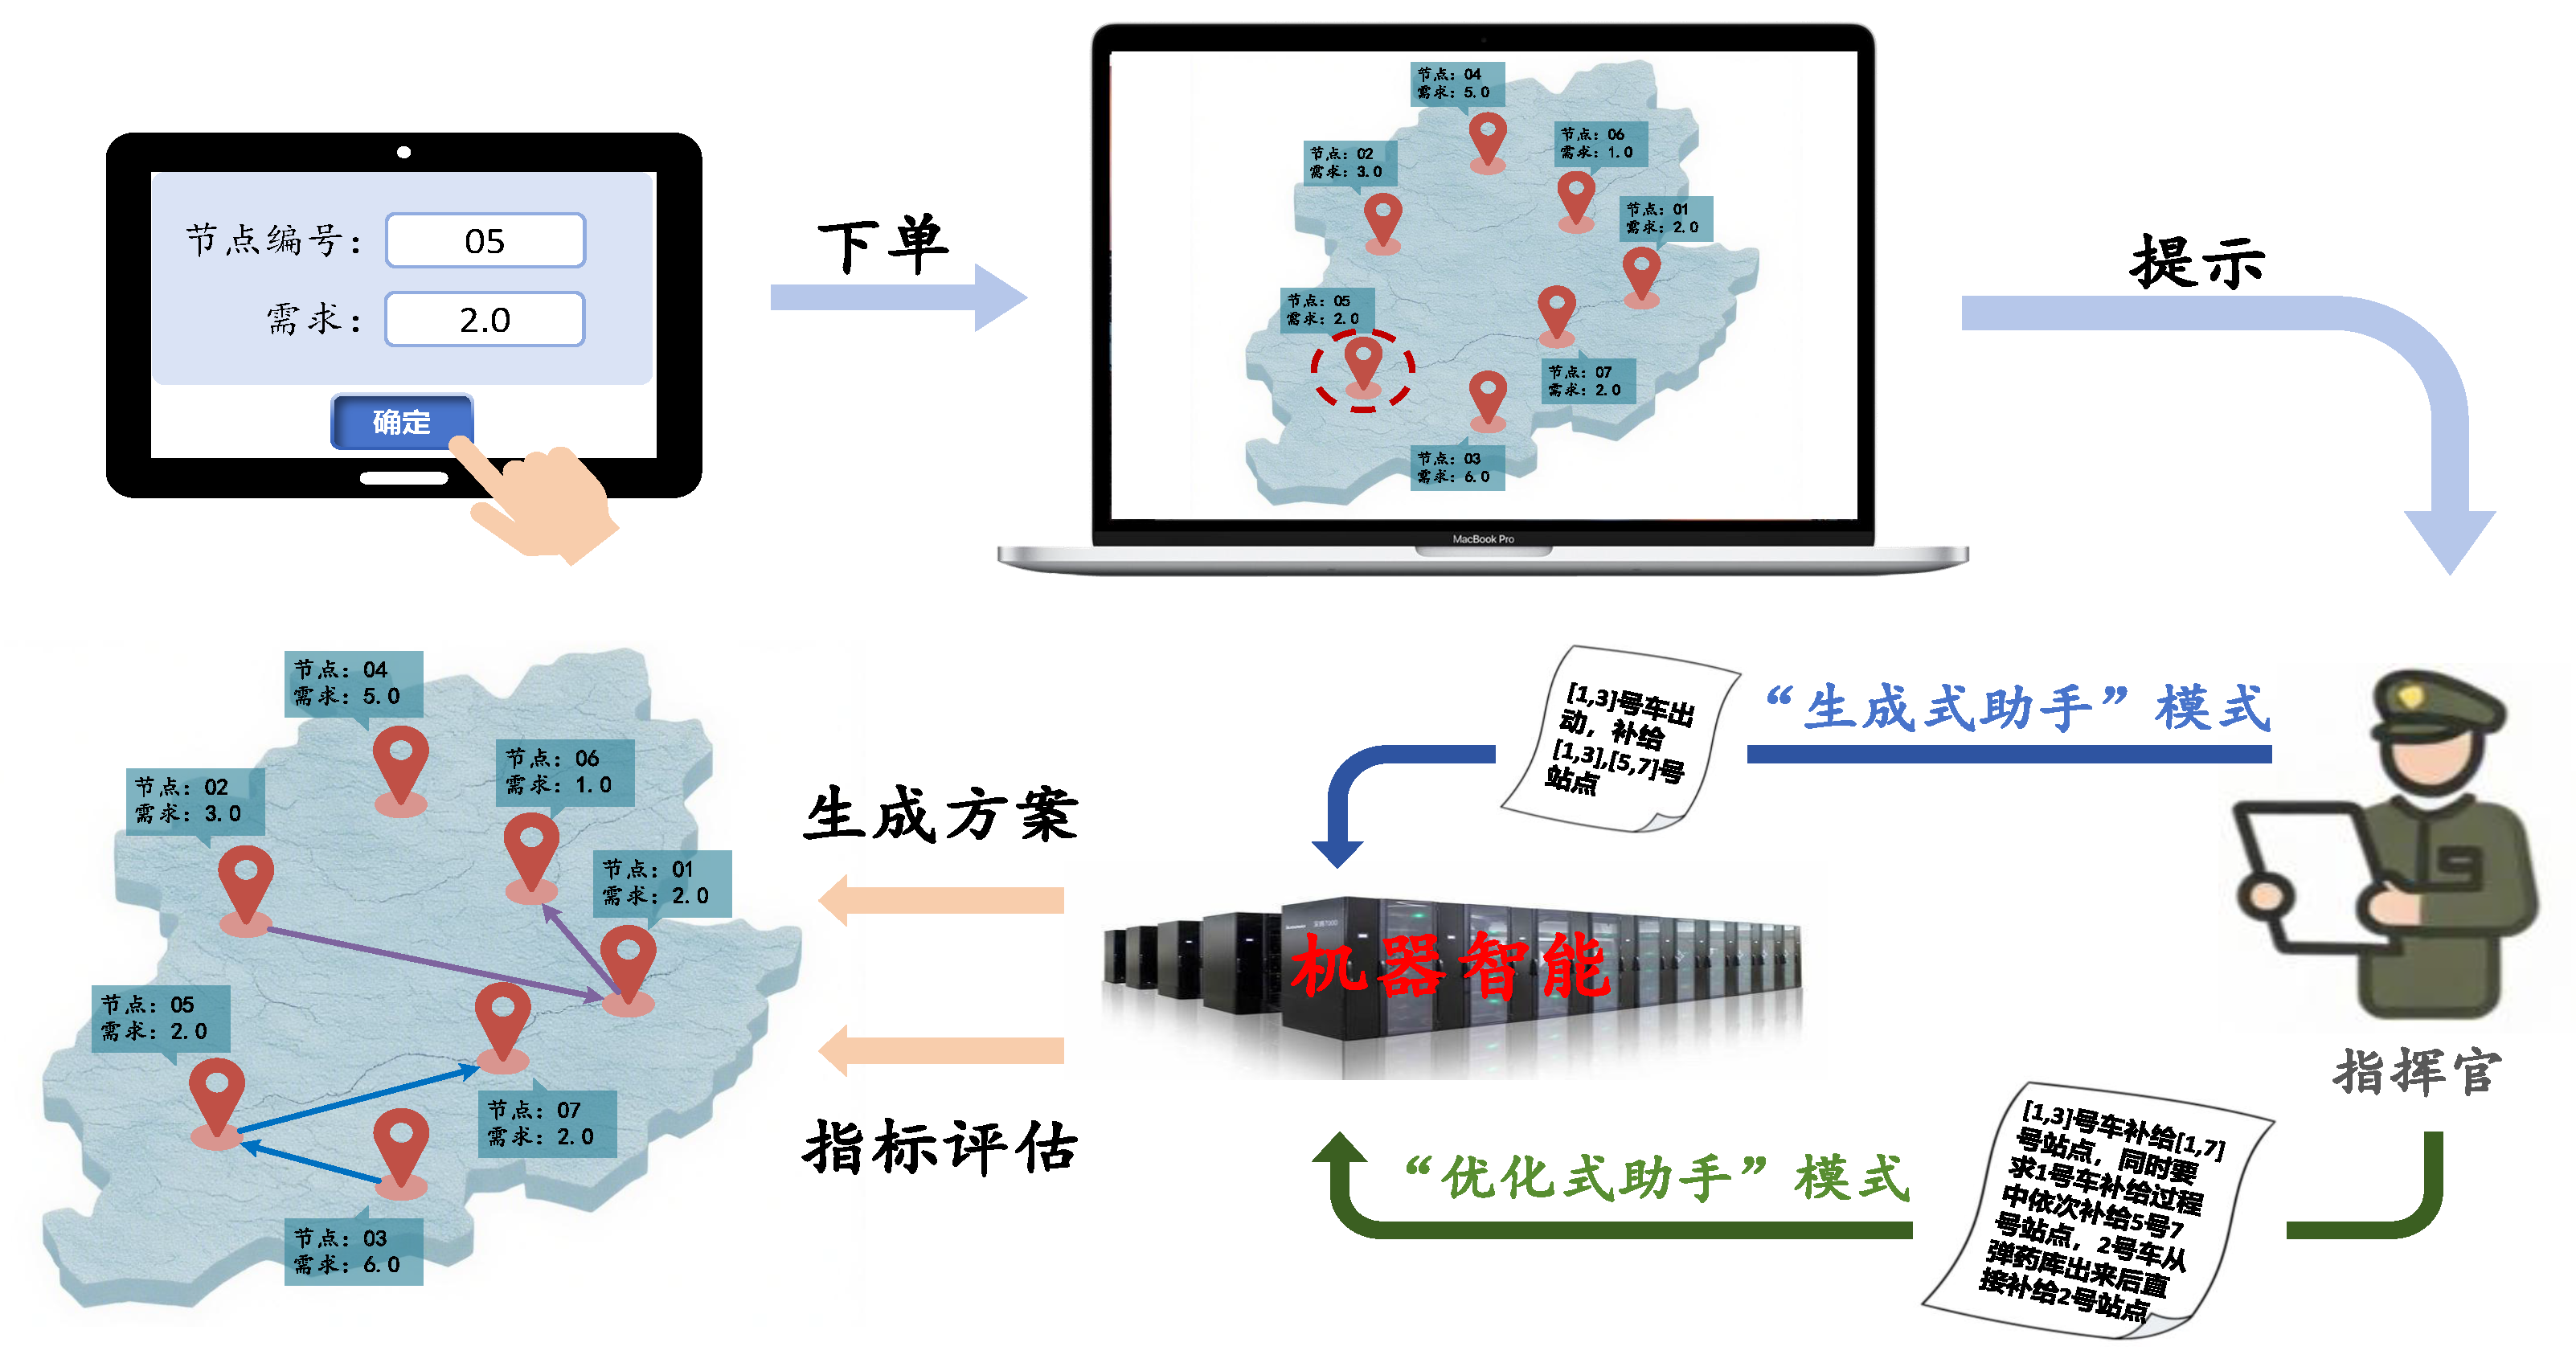 节点编号：
05
需求：
2.0
确定
下单
节点：04
需求：5.0
节点：06
需求：1.0
节点：02
需求：3.0
节点：01
需求：2.0
节点：05
需求：2.0
节点：07
需求：2.0
节点：03
需求：6.0
MacBook Pro
提示
“生成式助手”模式
[1,3]号车出
动，补给
[1,3],[5,7]号
站点
指挥官
[1,3]号车补给[1,7]
号站点，同时要
求1号车补给过程
中依次补给5号7
号站点，2号车从
弹药库出来后直
接补给2号站点
“优化式助手”模式
机器智能
生成方案
指标评估
节点：04
需求：5.0
节点：06
需求：1.0
节点：02
需求：3.0
节点：01
需求：2.0
节点：05
需求：2.0
节点：07
需求：2.0
节点：03
需求：6.0